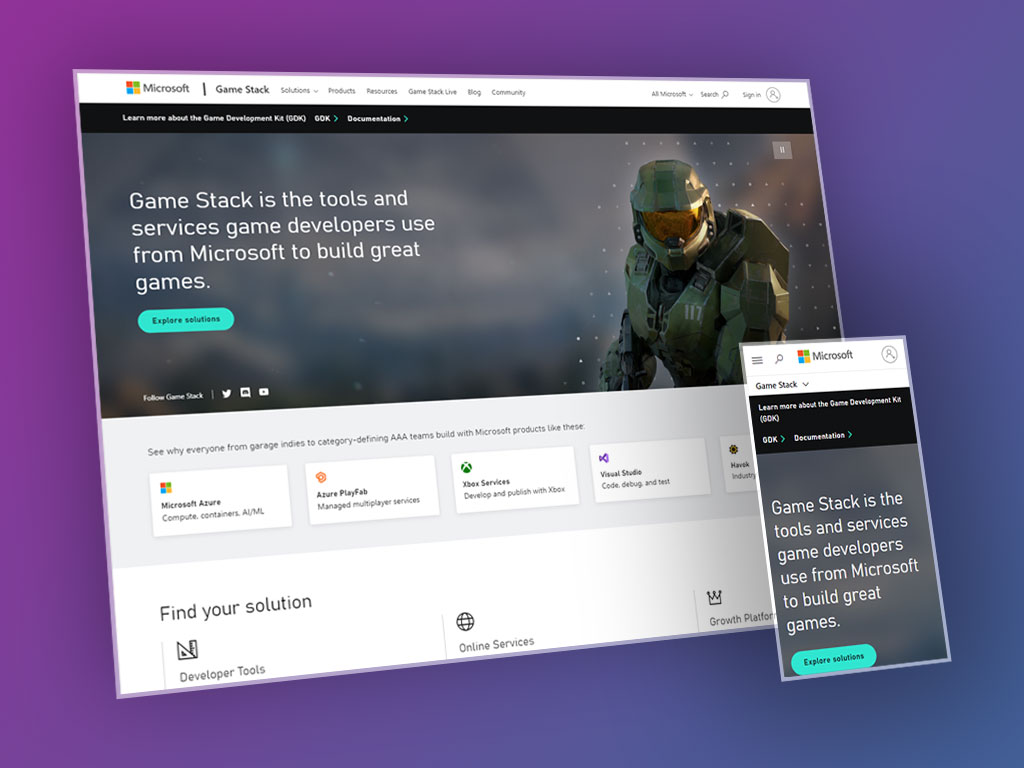 Microsoft | Game Stack Solutions Products Resources Game Stack Live Blog Community All Microsoft Search Sign in
Learn more about the Game Development Kit (GDK) GDK Documentation
Game Stack is the tools and
services game developers use
from Microsoft to build great
games.
Explore solutions
117
Follow Game Stack |
See why everyone from garage indies to category-defining AAA teams build with Microsoft products like these:
Microsoft Azure
Compute, containers, AI/ML
Azure PlayFab
Managed multiplayer services
Xbox Services
Develop and publish with Xbox
Visual Studio
Code, debug, and test
Havok
Industry
Find your solution
Developer Tools
Online Services
Growth Platform
Microsoft
Game Stack
Learn more about the Game Development Kit
(GDK)
GDK Documentation
Game Stack is the
tools and services
game developers
use from Microsoft
to build great
games.
Explore solutions